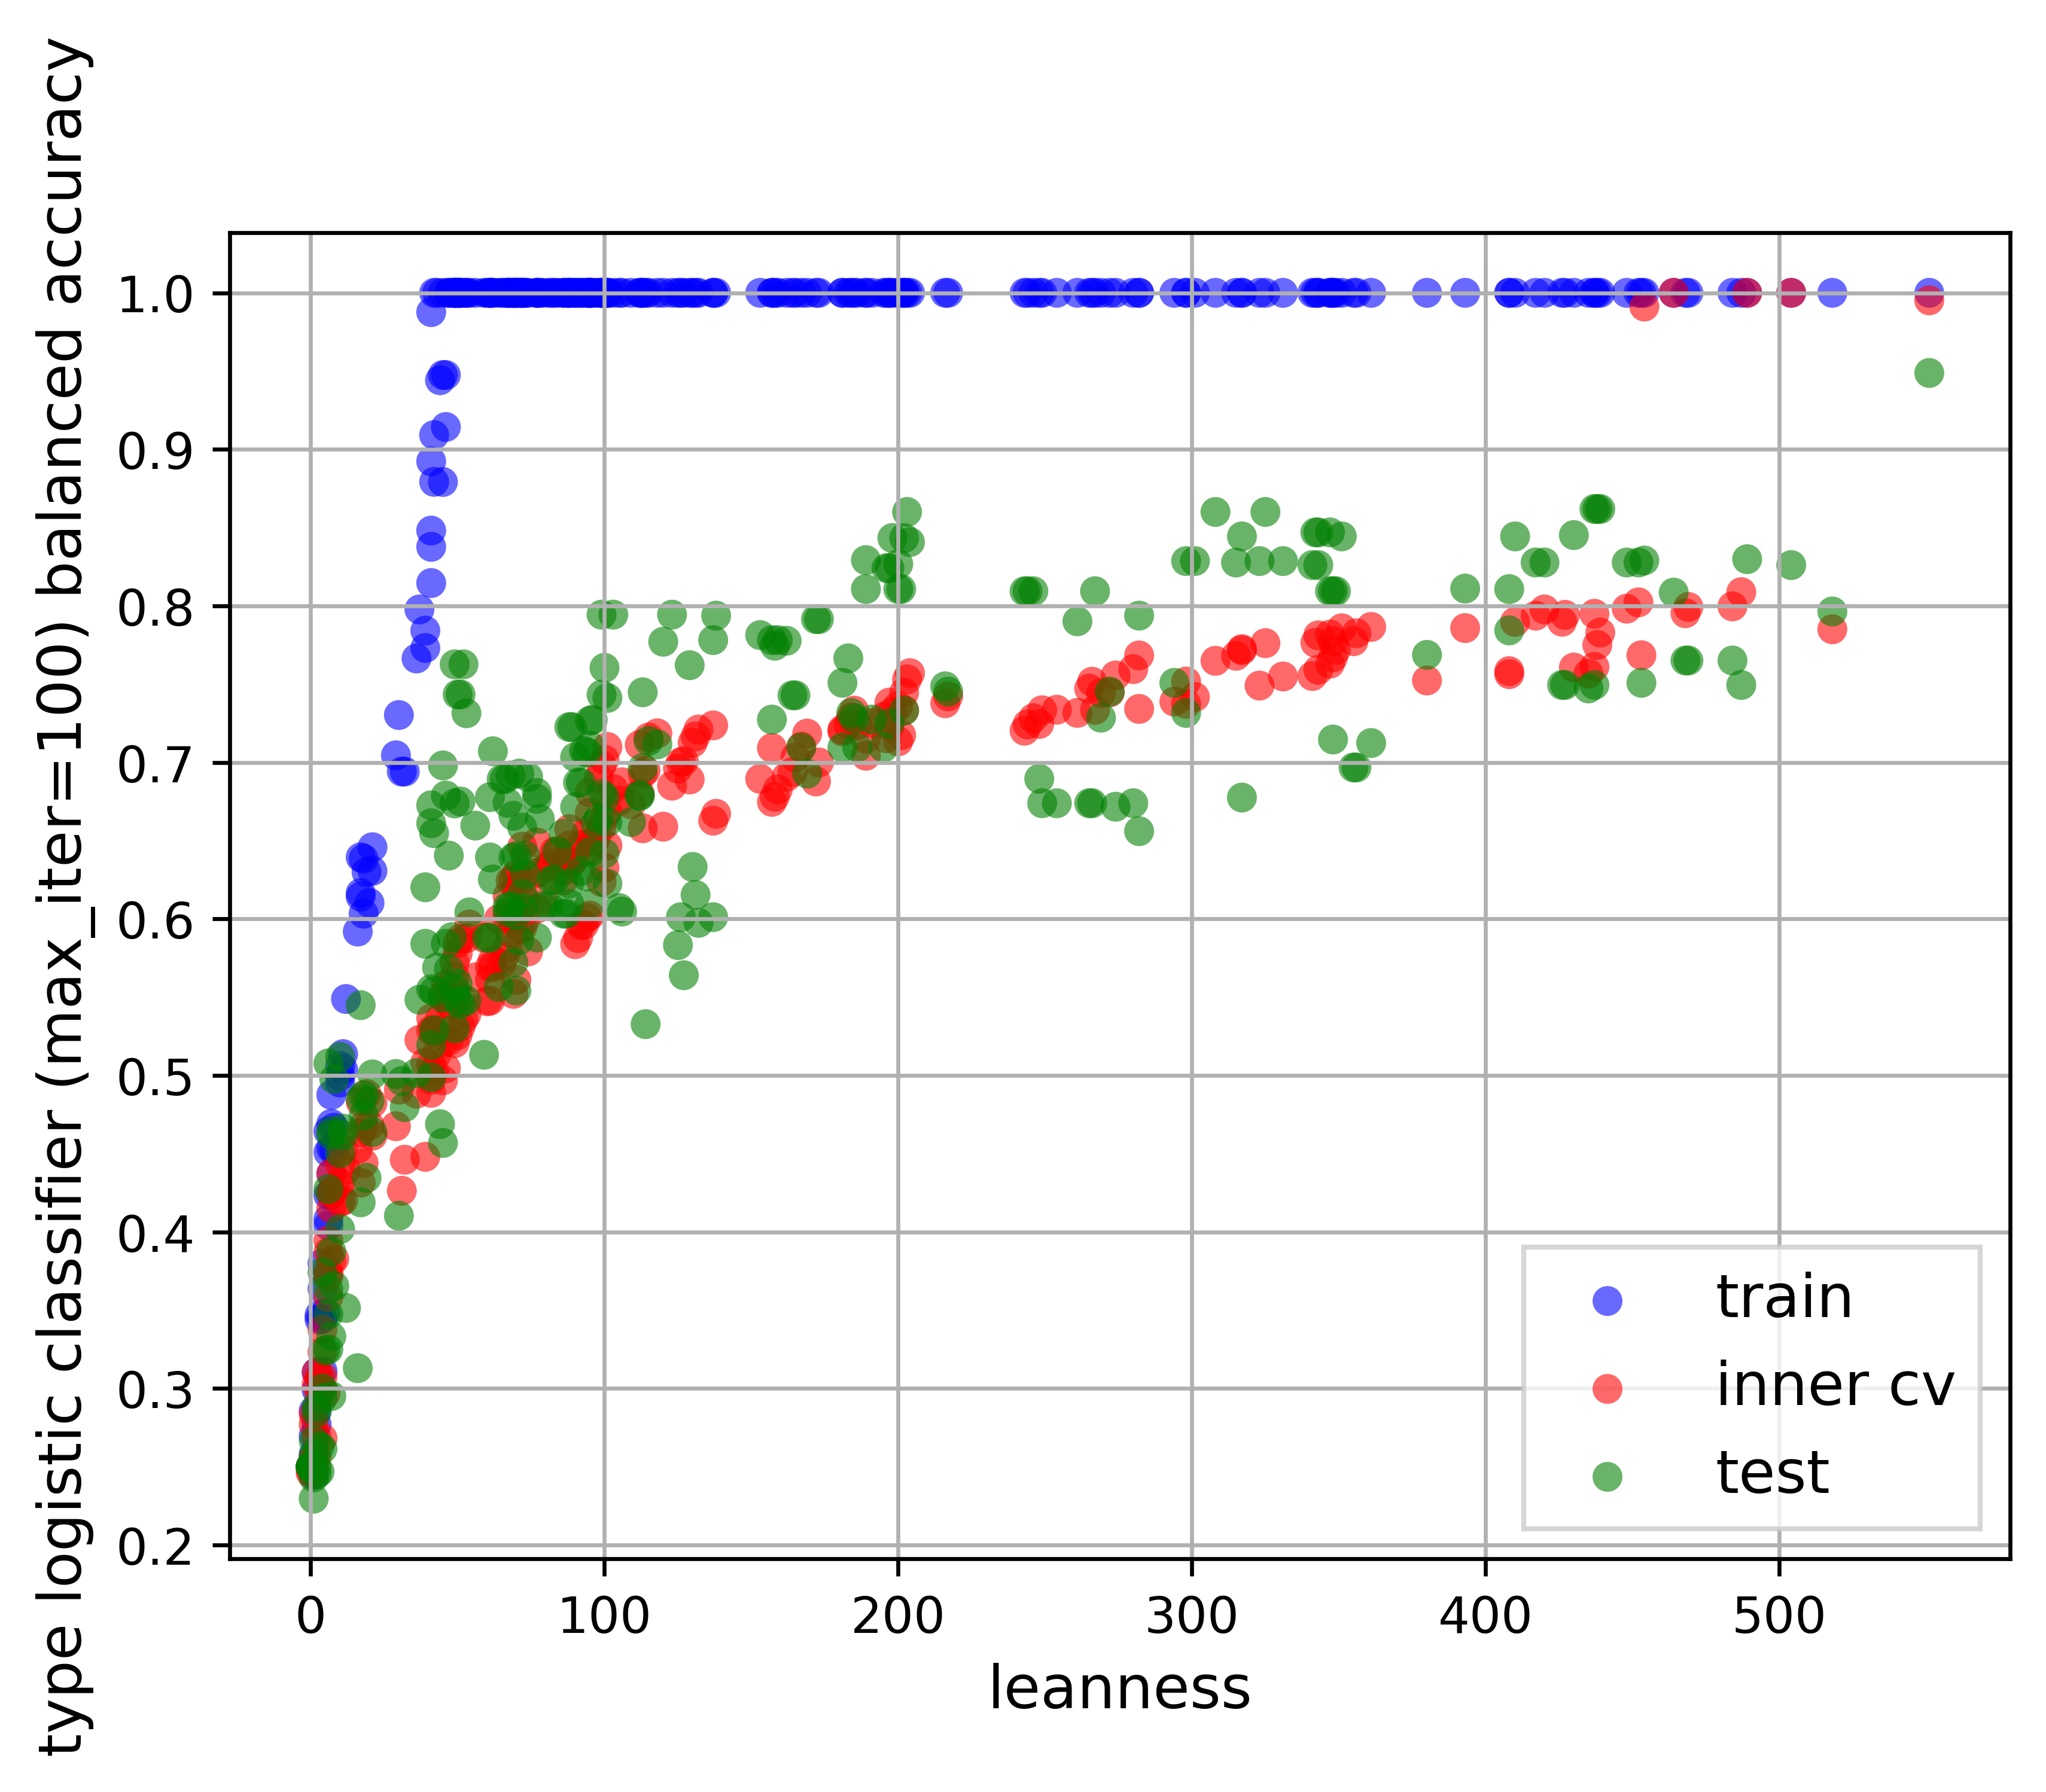 type logistic classifier (max_iter=100) balanced accuracy
1.0
0.9
0.8
0.7
0.6
0.5
0.4
0.3
0.2
train
inner cv
test
0 100 200 300 400 500
leanness